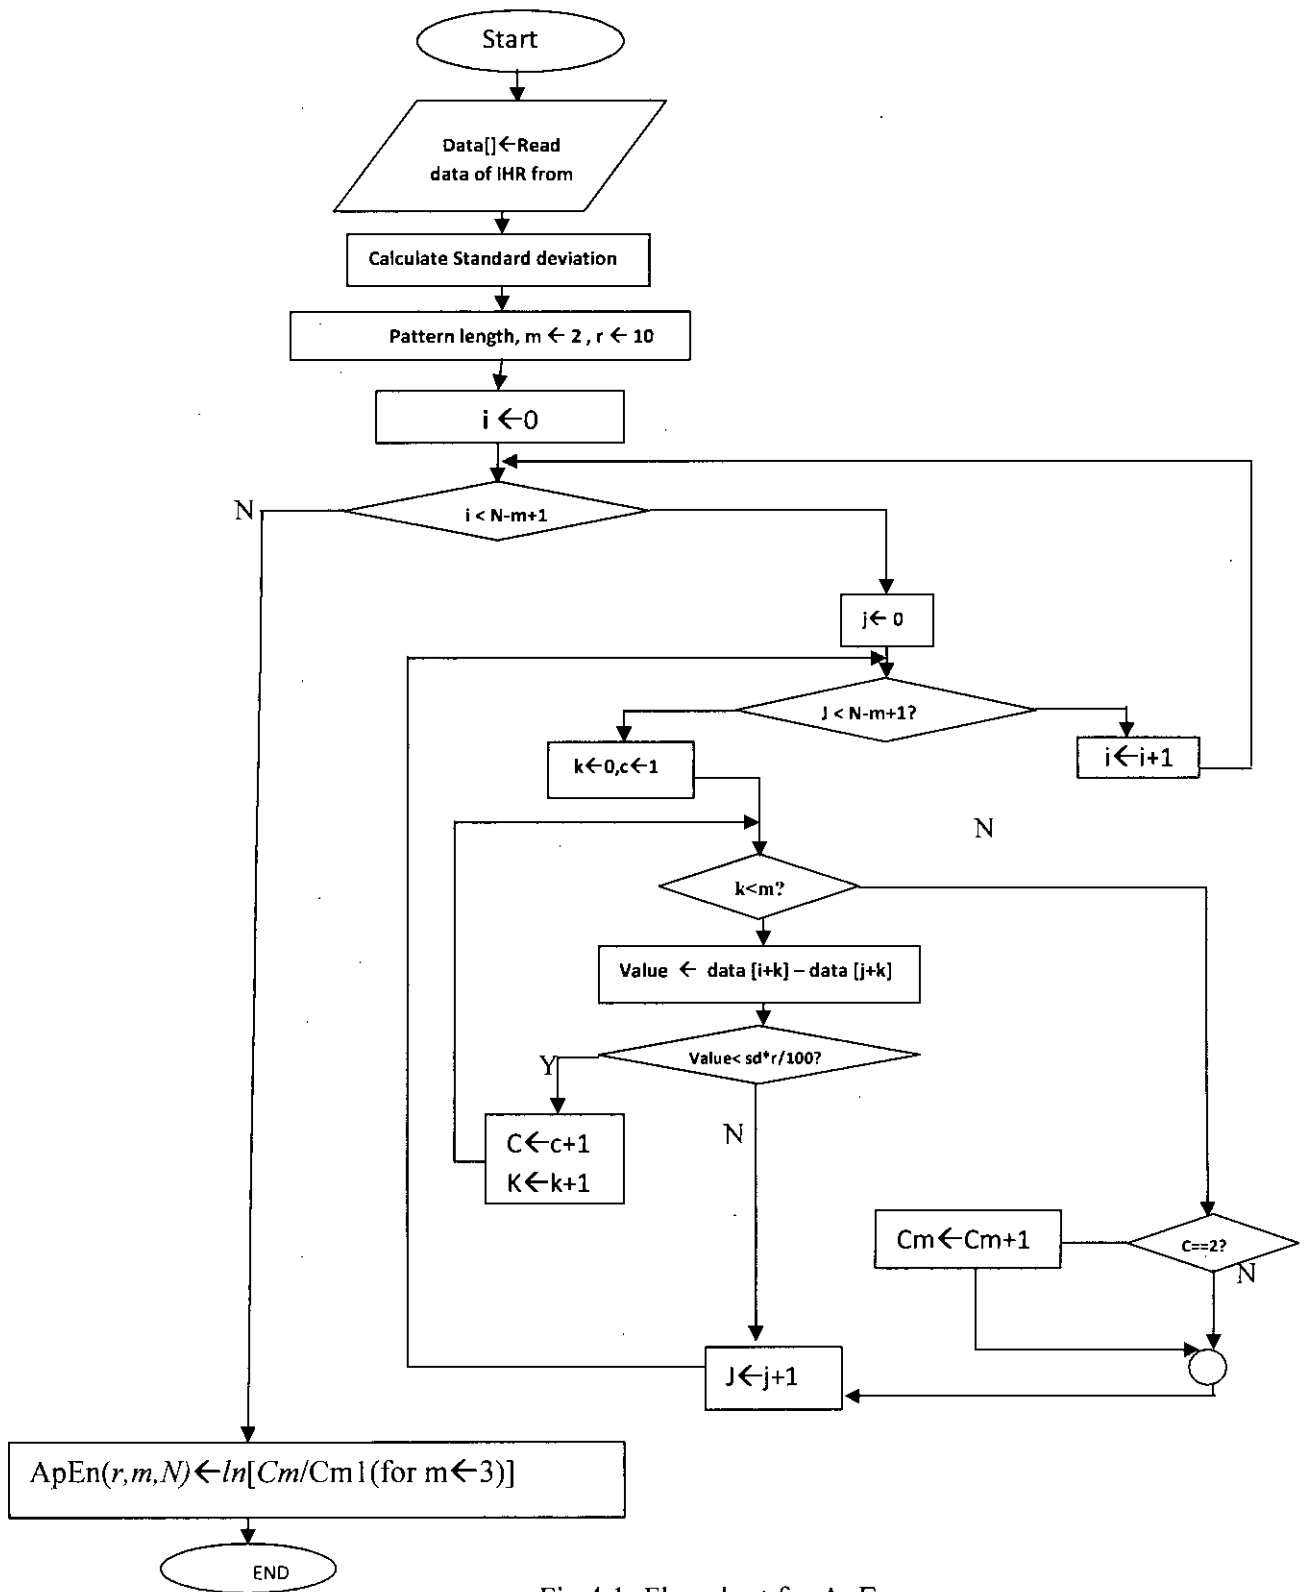 Start
Data[]←Read
data of IHR from
Calculate Standard deviation
Pattern length, m ← 2 , r ← 10
i ←0
N
i < N-m+1
j← 0
J < N-m+1?
k←0,c←1
i←i+1
N
k<m?
Value ← data [i+k] – data [j+k]
Value< sd*r/100?
Y
N
C←c+1
K←k+1
Cm←Cm+1
c==2?
N
J←j+1
ApEn(r,m,N)←ln[Cm/Cm1(for m←3)]
END